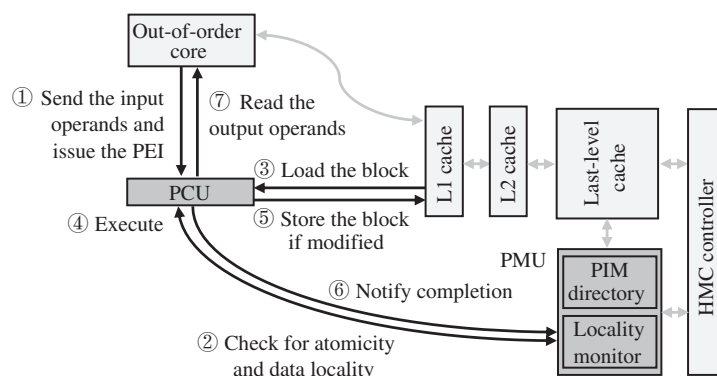 Out-of-order
core
① Send the input
operands and
issue the PEI
⑦ Read the
output operands
③ Load the block
PCU
④ Execute
⑤ Store the block
if modified
L1 cache
L2 cache
Last-level
cache
HMC controller
PMU
PIM
directory
Locality
monitor
⑥ Notify completion
② Check for atomicity
and data locality